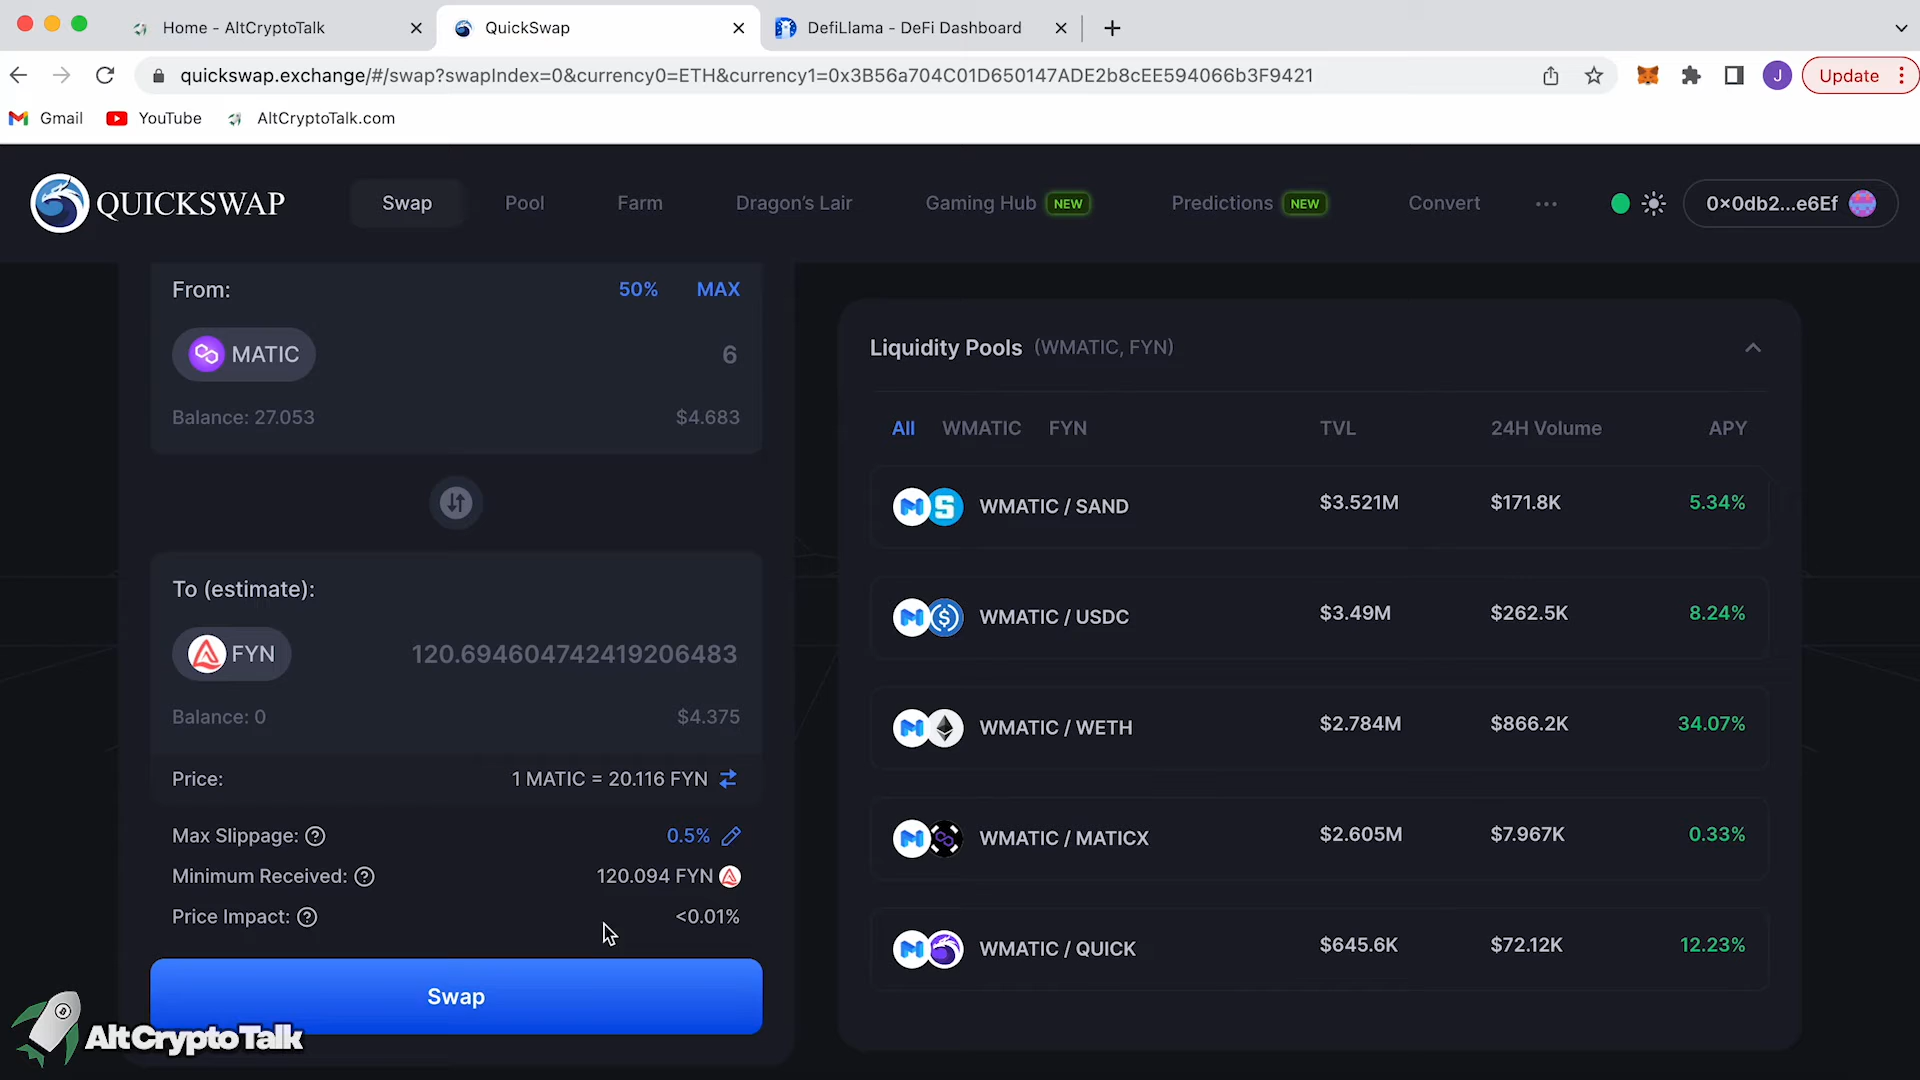 Home - AltCryptoTalk
QuickSwap
DefiLlama - DeFi Dashboard
quickswap.exchange/#/swap?swapIndex=0&currency0=ETH&currency1=0x3B56a704C01D650147ADE2b8cEE594066b3F9421
J
Update
Gmail
YouTube
AltCryptoTalk.com
QUICKSWAP
Swap
Pool
Farm
Dragon's Lair
Gaming Hub NEW
Predictions NEW
Convert
0x0db2...e6Ef
From:
50% MAX
MATIC
6
Balance: 27.053
$4.683
To (estimate):
FYN
120.694604742419206483
Balance: 0
$4.375
Price:
1 MATIC = 20.116 FYN
Max Slippage: ?
0.5%
Minimum Received: ?
120.094 FYN
Price Impact: ?
<0.01%
Swap
Liquidity Pools (WMATIC, FYN)
All WMATIC FYN TVL 24H Volume APY
WMATIC / SAND $3.521M $171.8K 5.34%
WMATIC / USDC $3.49M $262.5K 8.24%
WMATIC / WETH $2.784M $866.2K 34.07%
WMATIC / MATICX $2.605M $7.967K 0.33%
WMATIC / QUICK $645.6K $72.12K 12.23%
AltCryptoTalk